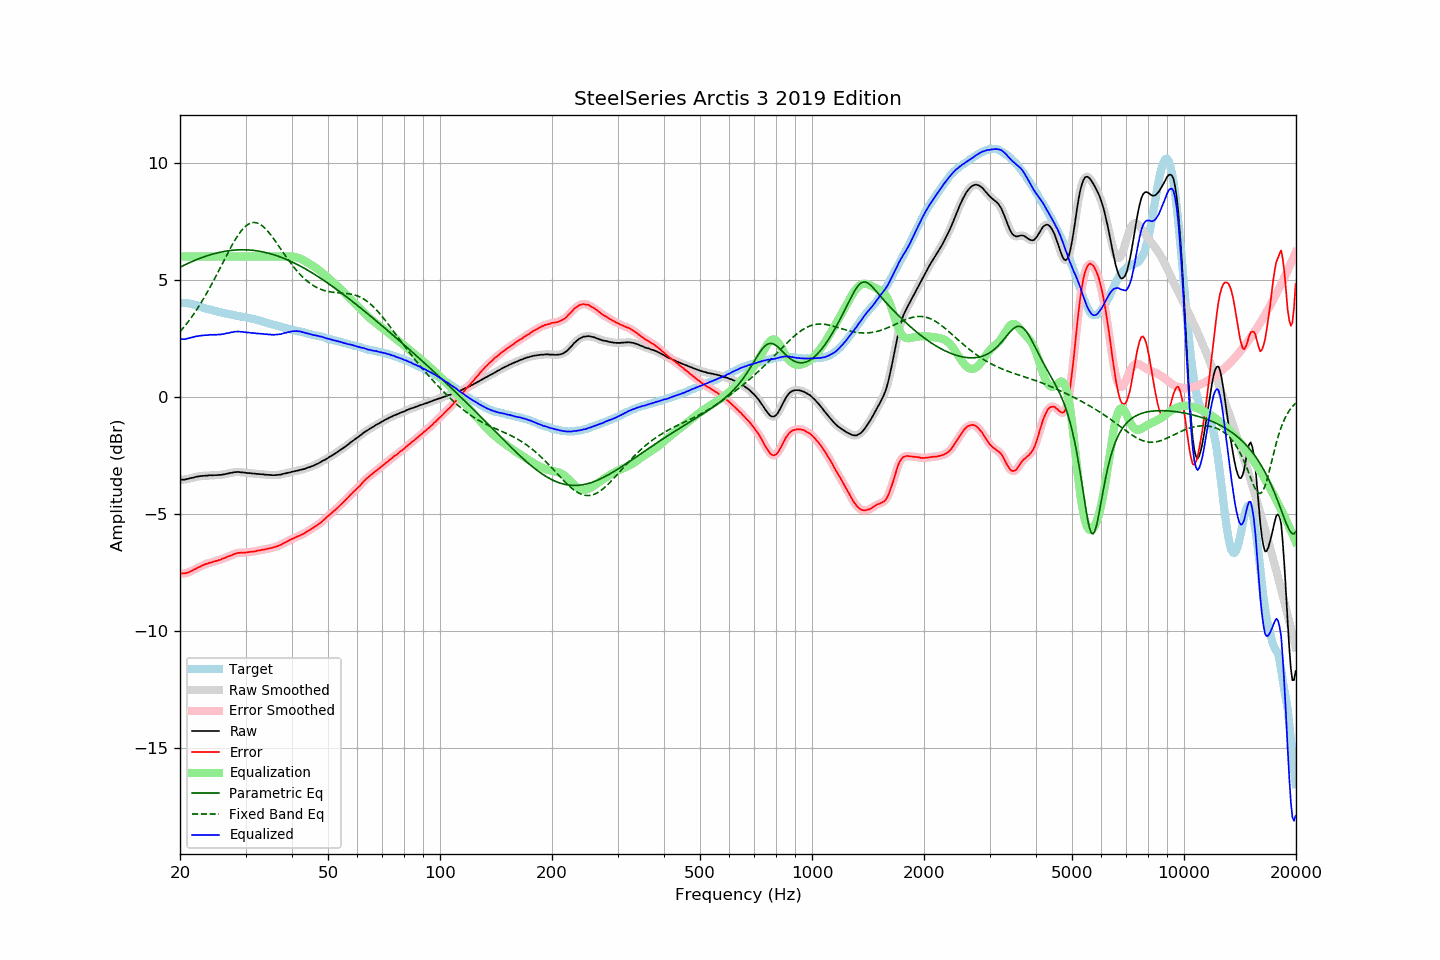 SteelSeries Arctis 3 2019 Edition
Amplitude (dBr)
10
5
0
−5
−10
−15
Target
Raw Smoothed
Error Smoothed
Raw
Error
Equalization
Parametric Eq
Fixed Band Eq
Equalized
20 50 100 200 500 1000 2000 5000 10000 20000
Frequency (Hz)